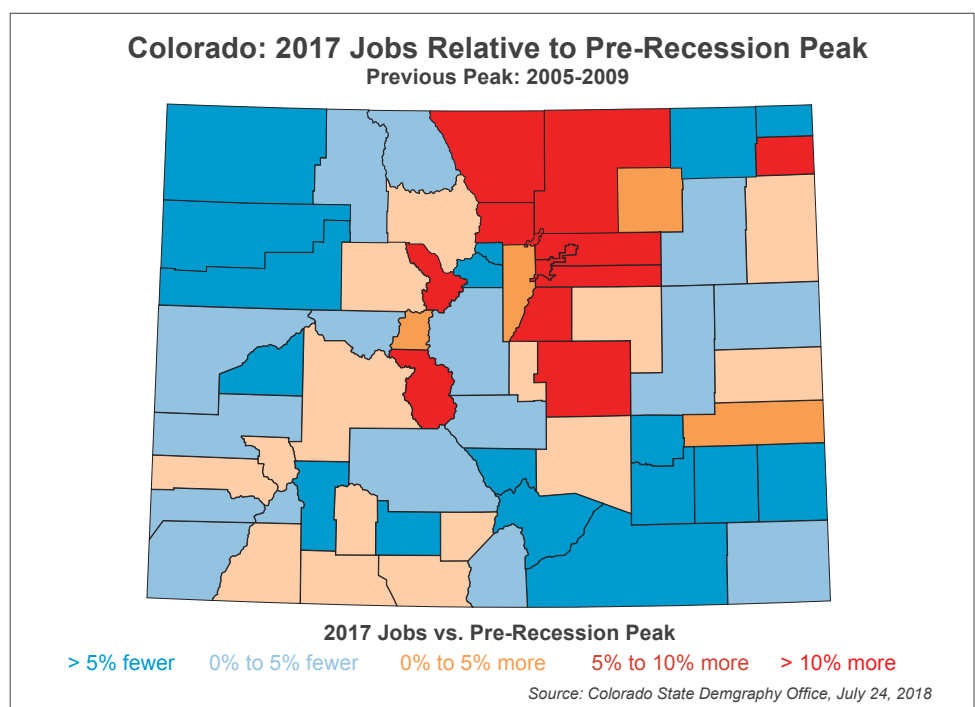 Colorado: 2017 Jobs Relative to Pre-Recession Peak
Previous Peak: 2005-2009
2017 Jobs vs. Pre-Recession Peak
> 5% fewer 0% to 5% fewer 0% to 5% more 5% to 10% more > 10% more
Source: Colorado State Demgraphy Office, July 24, 2018